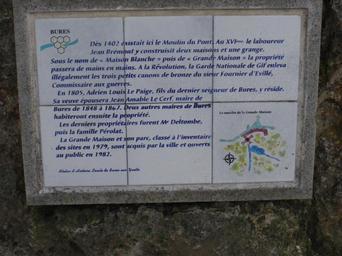 BURES
Dès 1402 existait ici le Moulin du Pont. Au XVI le laboureur
Jean Brémont y construisit deux maisons et une grange.
Sous le nom de « Maison Blanche » puis de « Grande Maison » la propriété
passera de mains en mains. A la Révolution, la Garde Nationale de Gif enleva
illégalement les trois petits canons de bronze du sieur Fournier d'Evillé,
Commissaire aux guerres.
En 1805, Adrien Louis Le Paige, fils du dernier seigneur de Bures, y réside.
Sa veuve épousera Jean Amable Le Cerf, maire de
Bures de 1848 à 1867. Deux autres maires de Bures
habiteront ensuite la propriété.
Les derniers propriétaires furent Mr Deltombe,
puis la famille Pérolat.
La Grande Maison et son parc, classés à l'inventaire
des sites en 1979, sont acquis par la ville et ouverts
au public en 1982.